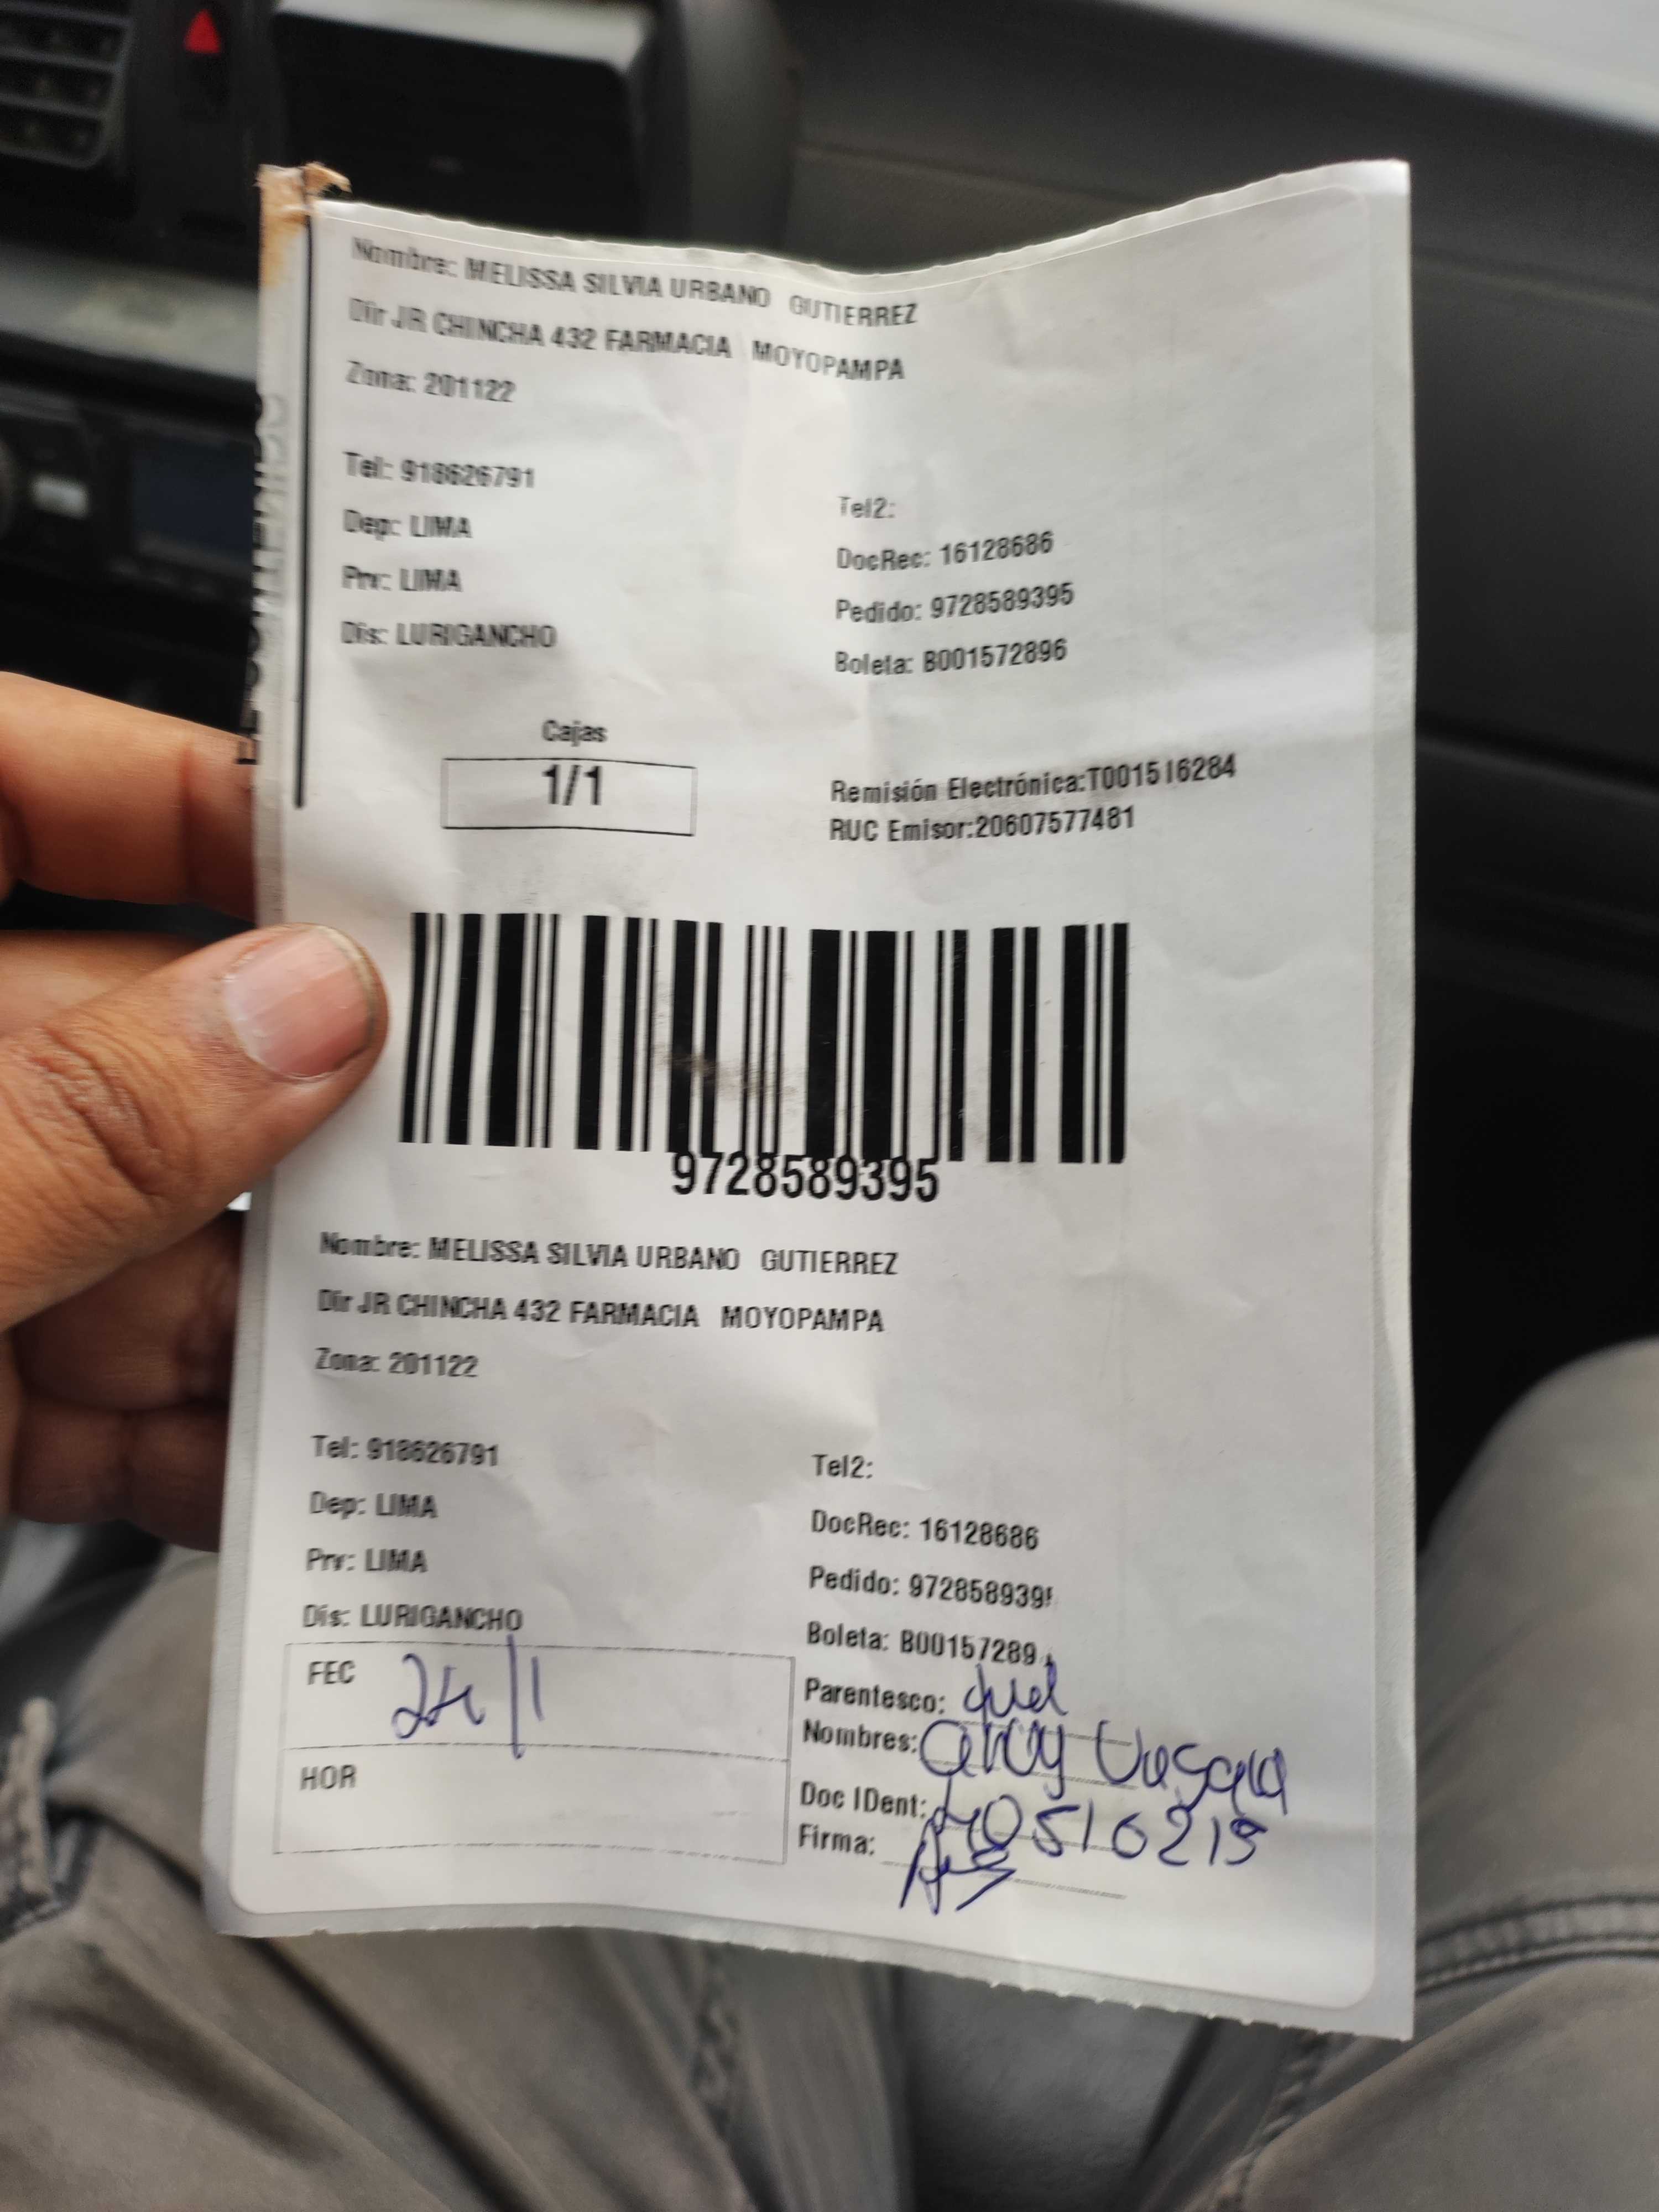 Nombre: MELISSA SILVIA URBANO GUTIERREZ
Dir JR CHINCHA 432 FARMACIA MOYOPAMPA
Zona: 201122
Tel: 918626791
Tel2:
Dep: LIMA
DocRec: 16128686
Prv: LIMA
Pedido: 9728589395
Dis: LURIGANCHO
Boleta: B001572896
Cajas
1/1
Remisión Electrónica:T001516284
RUC Emisor:20607577481
9728589395
Nombre: MELISSA SILVIA URBANO GUTIERREZ
Dir JR CHINCHA 432 FARMACIA MOYOPAMPA
Zona: 201122
Tel: 918626791
Tel2:
Dep: LIMA
DocRec: 16128686
Prv: LIMA
Pedido: 972858939
Dis: LURIGANCHO
Boleta: B00157289
FEC 24/1
Parentesco:
Nombres:
HOR
Doc IDent: 40510219
Firma: